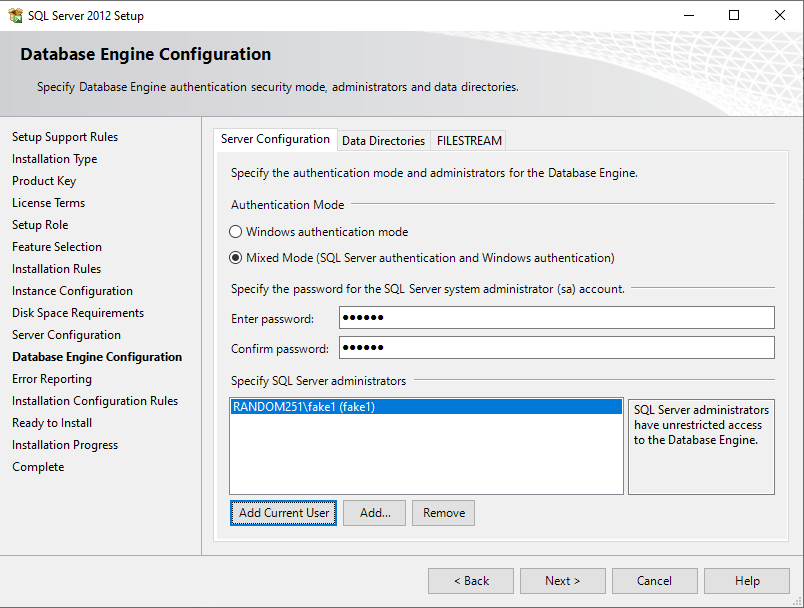 SQL Server 2012 Setup
Database Engine Configuration
Specify Database Engine authentication security mode, administrators and data directories.
Setup Support Rules
Installation Type
Product Key
License Terms
Setup Role
Feature Selection
Installation Rules
Instance Configuration
Disk Space Requirements
Server Configuration
Database Engine Configuration
Error Reporting
Installation Configuration Rules
Ready to Install
Installation Progress
Complete
Server Configuration Data Directories FILESTREAM
Specify the authentication mode and administrators for the Database Engine.
Authentication Mode
Windows authentication mode
Mixed Mode (SQL Server authentication and Windows authentication)
Specify the password for the SQL Server system administrator (sa) account.
Enter password: ●●●●●●
Confirm password: ●●●●●●
Specify SQL Server administrators
RANDOM251\fake1 (fake1)
SQL Server administrators
have unrestricted access
to the Database Engine.
Add Current User Add... Remove
< Back Next > Cancel Help